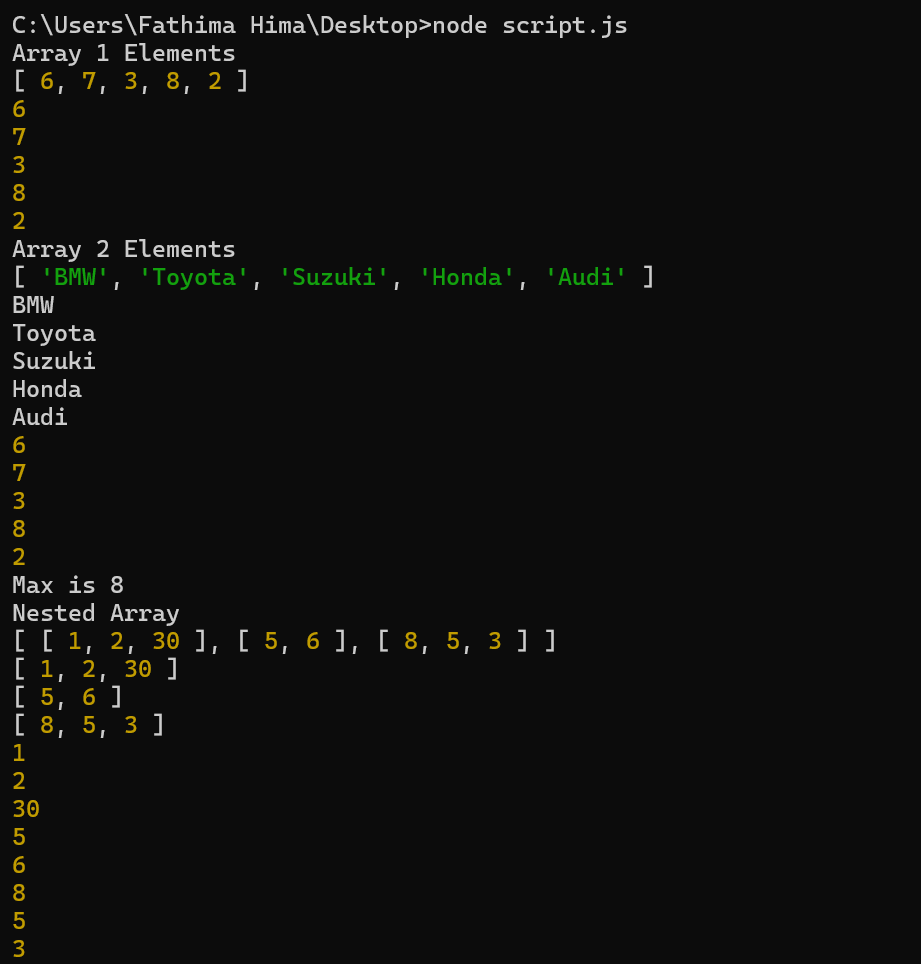 C:\Users\Fathima Hima\Desktop>node script.js
Array 1 Elements
[ 6, 7, 3, 8, 2 ]
6
7
3
8
2
Array 2 Elements
[ 'BMW', 'Toyota', 'Suzuki', 'Honda', 'Audi' ]
BMW
Toyota
Suzuki
Honda
Audi
6
7
3
8
2
Max is 8
Nested Array
[ [ 1, 2, 30 ], [ 5, 6 ], [ 8, 5, 3 ] ]
[ 1, 2, 30 ]
[ 5, 6 ]
[ 8, 5, 3 ]
1
2
30
5
6
8
5
3